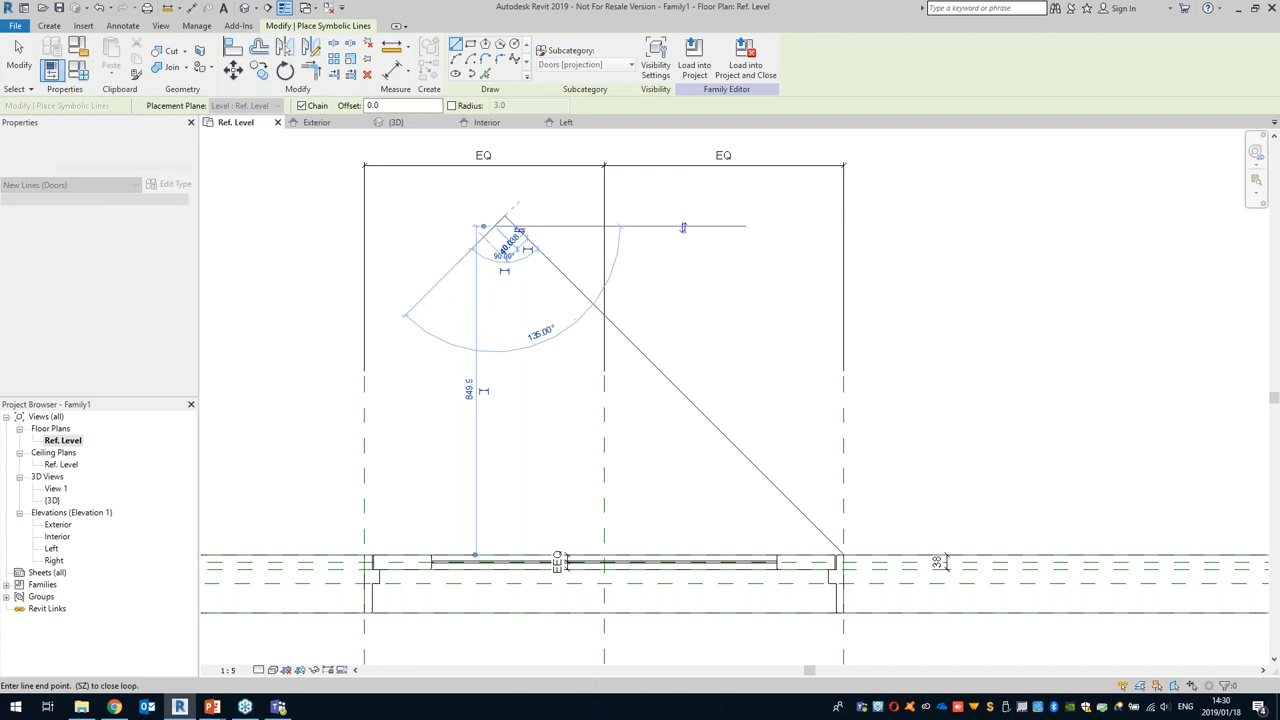 Autodesk Revit 2019 - Not For Resale Version - Family1 - Floor Plan: Ref. Level
Type a keyword or phrase
Sign In
File
Create
Insert
Annotate
View
Manage
Add-Ins
Modify | Place Symbolic Lines
Modify
Paste
Cut
Join
Subcategory:
Doors [projection]
Visibility
Settings
Load into
Project
Load into
Project and Close
Select
Properties
Clipboard
Geometry
Modify
Measure
Create
Draw
Subcategory
Visibility
Family Editor
Modify | Place Symbolic Lines
Placement Plane:
Level : Ref. Level
Chain
Offset:
0.0
Radius:
3.0
Properties
Ref. Level
Exterior
{3D}
Interior
Left
New Lines (Doors)
Edit Type
EQ
EQ
90.00°
135.00°
849.9
EEQ
38
Project Browser - Family1
Views (all)
Floor Plans
Ref. Level
Ceiling Plans
Ref. Level
3D Views
View 1
{3D}
Elevations (Elevation 1)
Exterior
Interior
Left
Right
Sheets (all)
Families
Groups
Revit Links
1 : 5
Enter line end point. (SZ) to close loop.
:0
14:30
2019/01/18